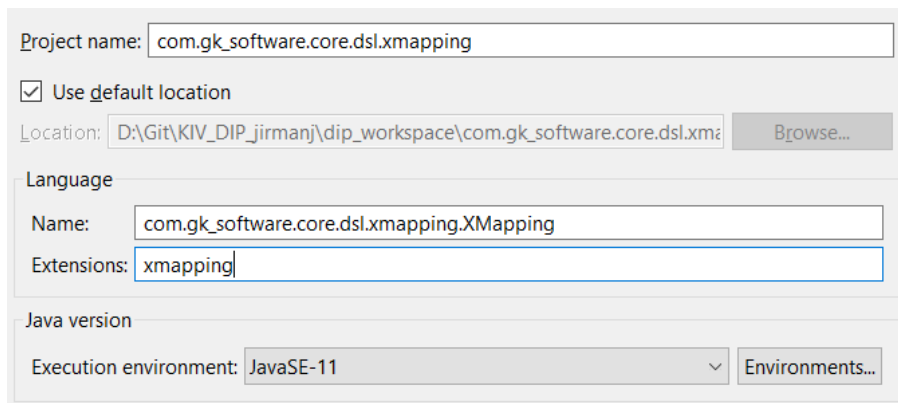 Project name: com.gk_software.core.dsl.xmapping
Use default location
Location: D:\Git\KIV_DIP_jirmanj\dip_workspace\com.gk_software.core.dsl.xma Browse...
Language
Name: com.gk_software.core.dsl.xmapping.XMapping
Extensions: xmapping
Java version
Execution environment: JavaSE-11 Environments...